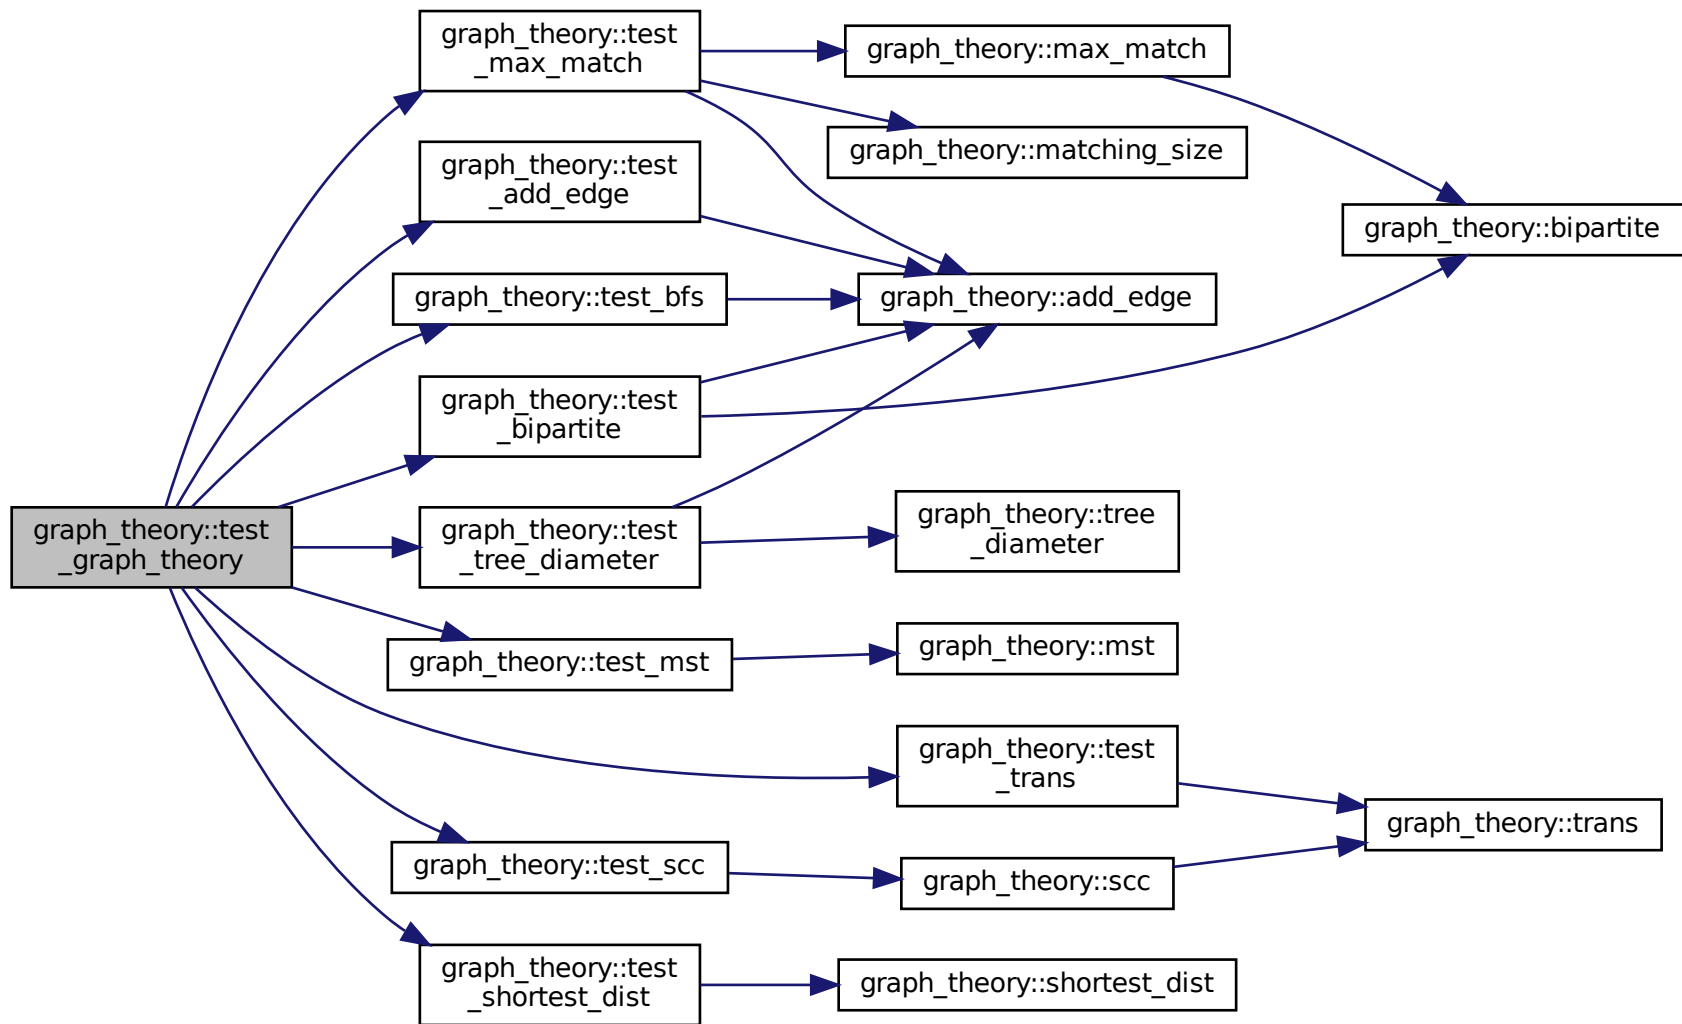 graph_theory::test
_graph_theory
graph_theory::test
_max_match
graph_theory::test
_add_edge
graph_theory::test_bfs
graph_theory::test
_bipartite
graph_theory::test
_tree_diameter
graph_theory::test_mst
graph_theory::test_scc
graph_theory::test
_shortest_dist
graph_theory::max_match
graph_theory::matching_size
graph_theory::add_edge
graph_theory::tree
_diameter
graph_theory::mst
graph_theory::test
_trans
graph_theory::scc
graph_theory::shortest_dist
graph_theory::bipartite
graph_theory::trans